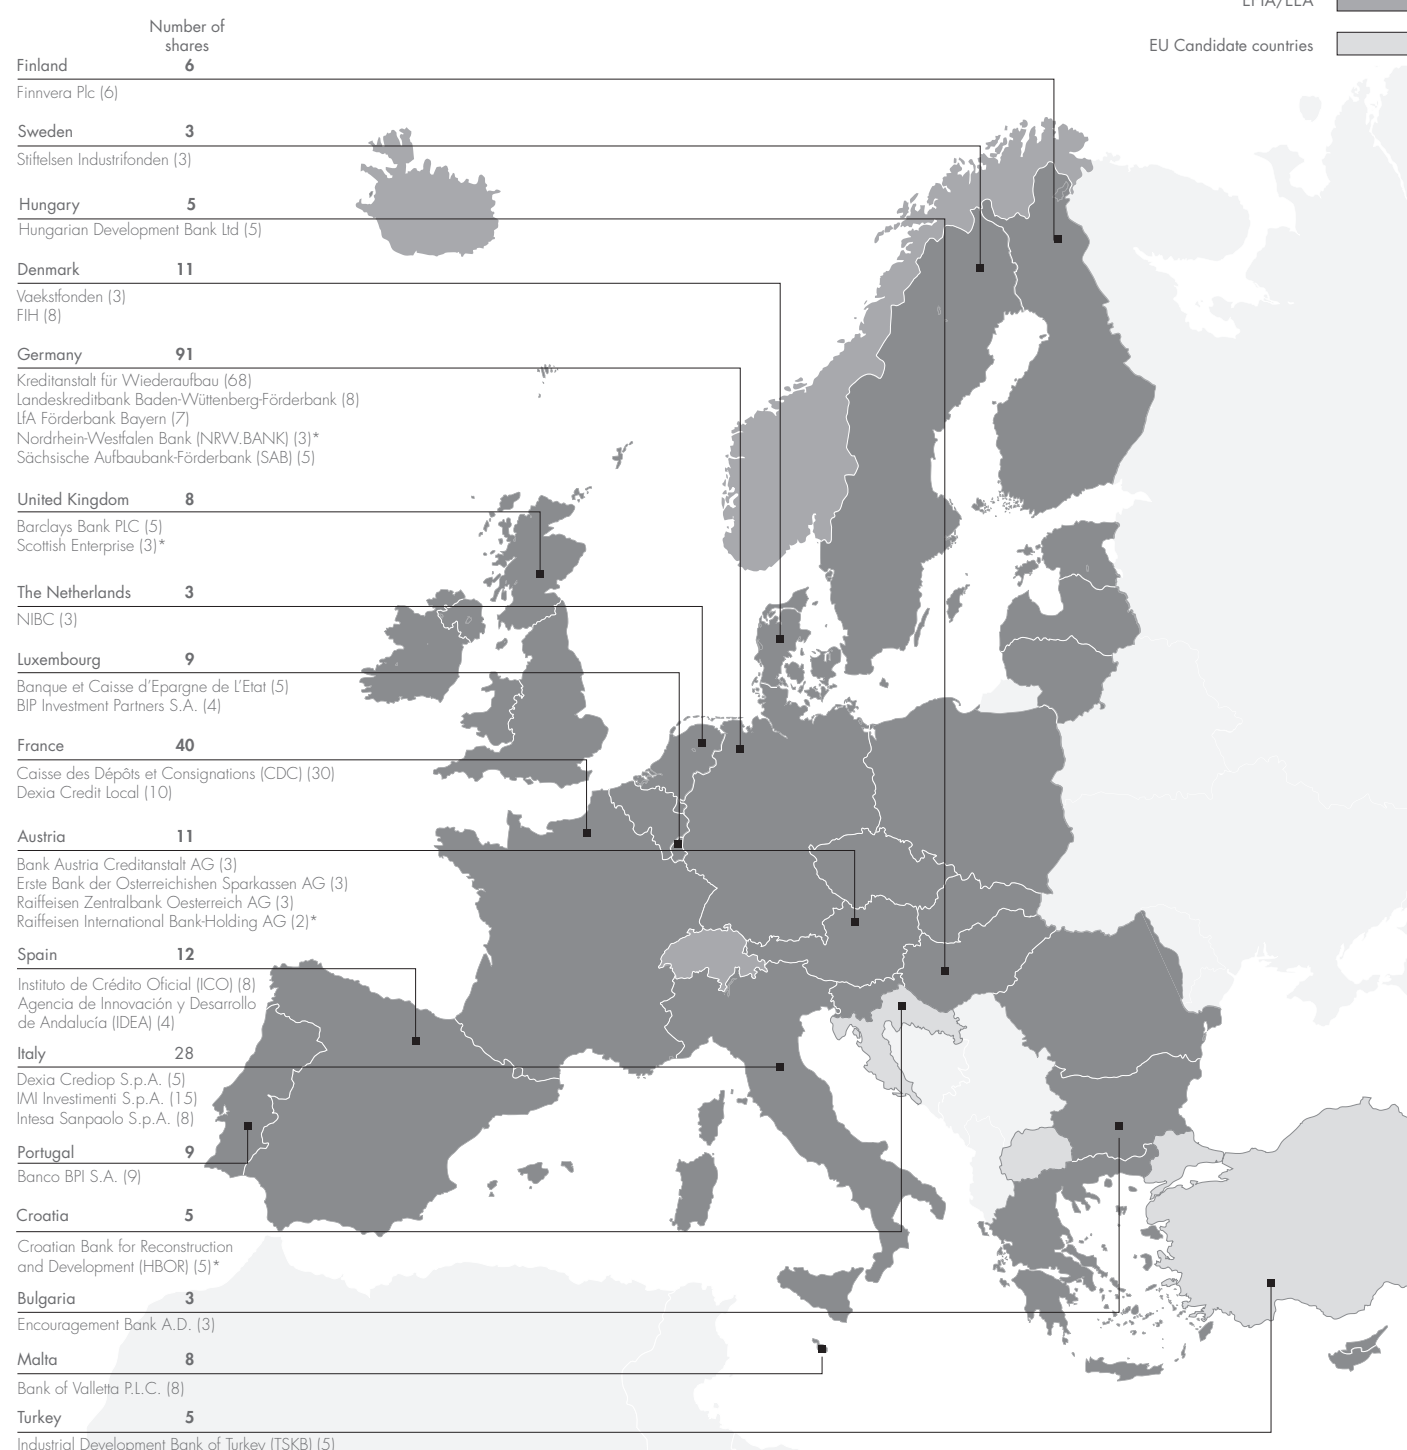 EFTA/EEA
EU Candidate countries
Number of
shares
Finland 6
Finnvera Plc (6)
Sweden 3
Stiftelsen Industrifonden (3)
Hungary 5
Hungarian Development Bank Ltd (5)
Denmark 11
Vaekstfonden (3)
FIH (8)
Germany 91
Kreditanstalt für Wiederaufbau (68)
Landeskreditbank Baden-Wüttenberg-Förderbank (8)
LfA Förderbank Bayern (7)
Nordrhein-Westfalen Bank (NRW.BANK) (3)*
Sächsische Aufbaubank-Förderbank (SAB) (5)
United Kingdom 8
Barclays Bank PLC (5)
Scottish Enterprise (3)*
The Netherlands 3
NIBC (3)
Luxembourg 9
Banque et Caisse d'Epargne de L'Etat (5)
BIP Investment Partners S.A. (4)
France 40
Caisse des Dépôts et Consignations (CDC) (30)
Dexia Credit Local (10)
Austria 11
Bank Austria Creditanstalt AG (3)
Erste Bank der Osterreichishen Sparkassen AG (3)
Raiffeisen Zentralbank Oesterreich AG (3)
Raiffeisen International Bank-Holding AG (2)*
Spain 12
Instituto de Crédito Oficial (ICO) (8)
Agencia de Innovación y Desarrollo
de Andalucía (IDEA) (4)
Italy 28
Dexia Crediop S.p.A. (5)
IMI Investimenti S.p.A. (15)
Intesa Sanpaolo S.p.A. (8)
Portugal 9
Banco BPI S.A. (9)
Croatia 5
Croatian Bank for Reconstruction
and Development (HBOR) (5)*
Bulgaria 3
Encouragement Bank A.D. (3)
Malta 8
Bank of Valletta P.L.C. (8)
Turkey 5
Industrial Development Bank of Turkey (TSKB) (5)